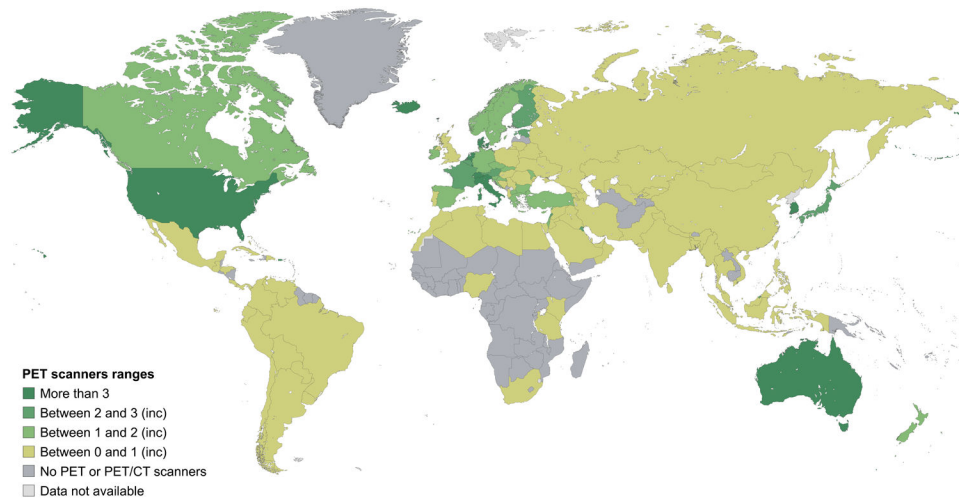 PET scanners ranges
More than 3
Between 2 and 3 (inc)
Between 1 and 2 (inc)
Between 0 and 1 (inc)
No PET or PET/CT scanners
Data not available